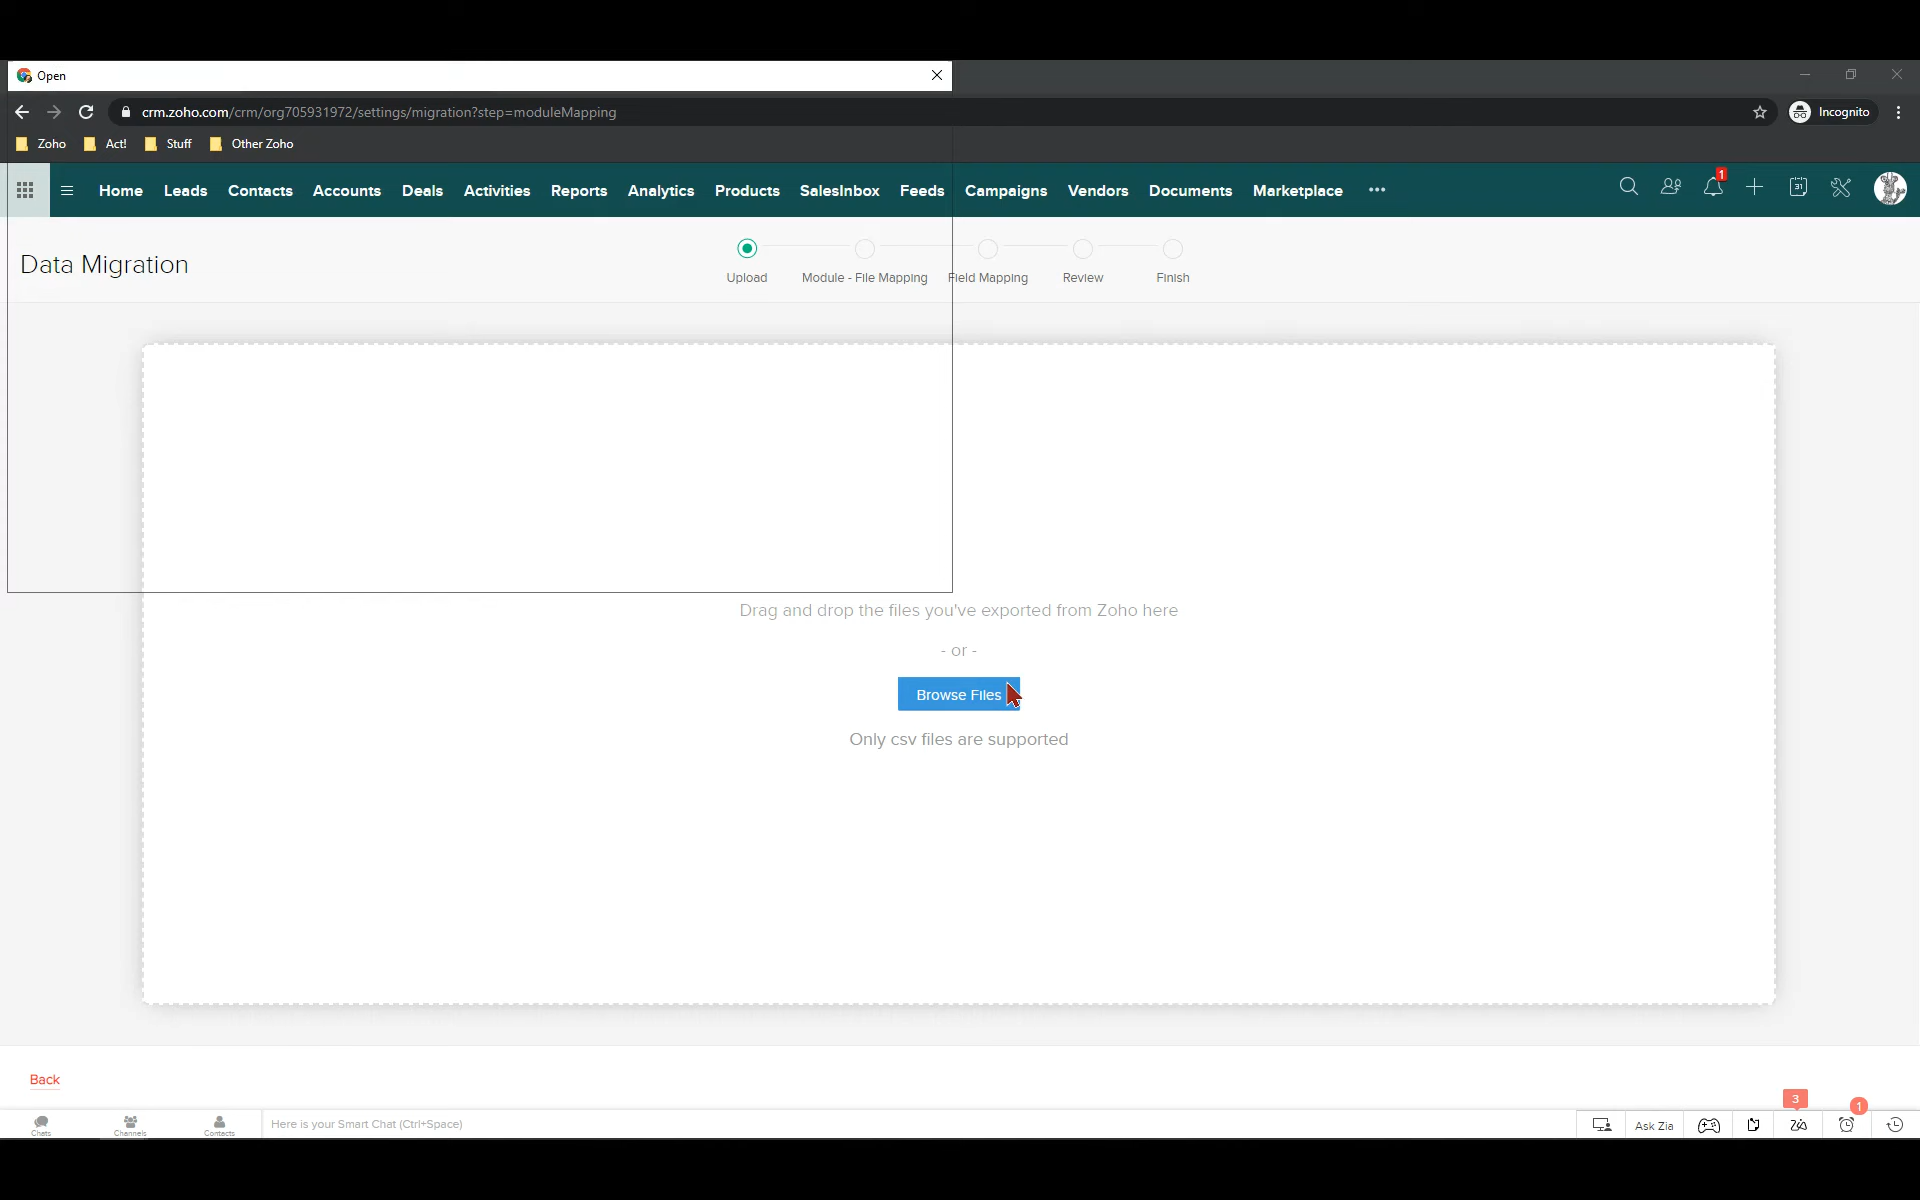 Open
crm.zoho.com/crm/org705931972/settings/migration?step=moduleMapping
Incognito
Zoho
Act!
Stuff
Other Zoho
Home
Leads
Contacts
Accounts
Deals
Activities
Reports
Analytics
Products
SalesInbox
Feeds
Campaigns
Vendors
Documents
Marketplace
1
31
Data Migration
Upload
Module - File Mapping
Field Mapping
Review
Finish
Drag and drop the files you've exported from Zoho here
- or -
Browse Files
Only csv files are supported
Back
3
1
Chats
Channels
Contacts
Here is your Smart Chat (Ctrl+Space)
Ask Zia